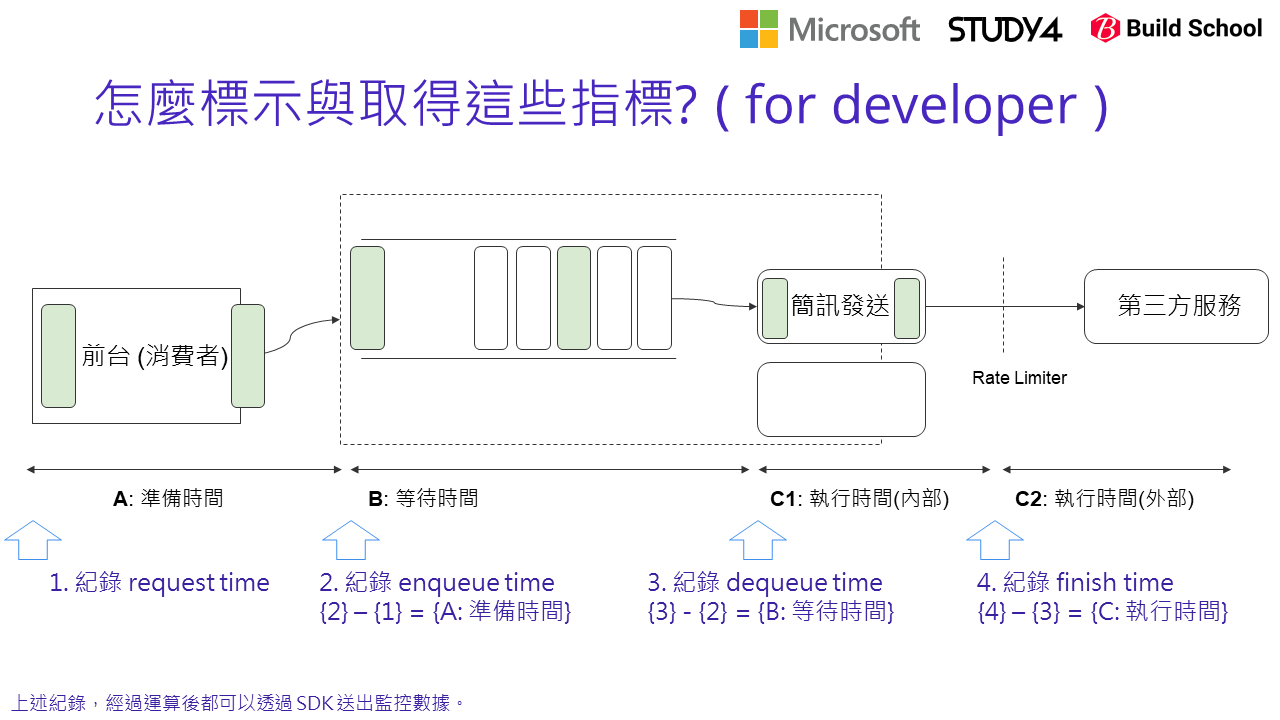 Microsoft STUDY4 Build School
怎麼標示與取得這些指標? ( for developer )
前台 (消費者)
簡訊發送
第三方服務
Rate Limiter
A: 準備時間
B: 等待時間
C1: 執行時間(內部)
C2: 執行時間(外部)
1. 紀錄 request time
2. 紀錄 enqueue time
{2} – {1} = {A: 準備時間}
3. 紀錄 dequeue time
{3} - {2} = {B: 等待時間}
4. 紀錄 finish time
{4} – {3} = {C: 執行時間}
上述紀錄，經過運算後都可以透過 SDK 送出監控數據。